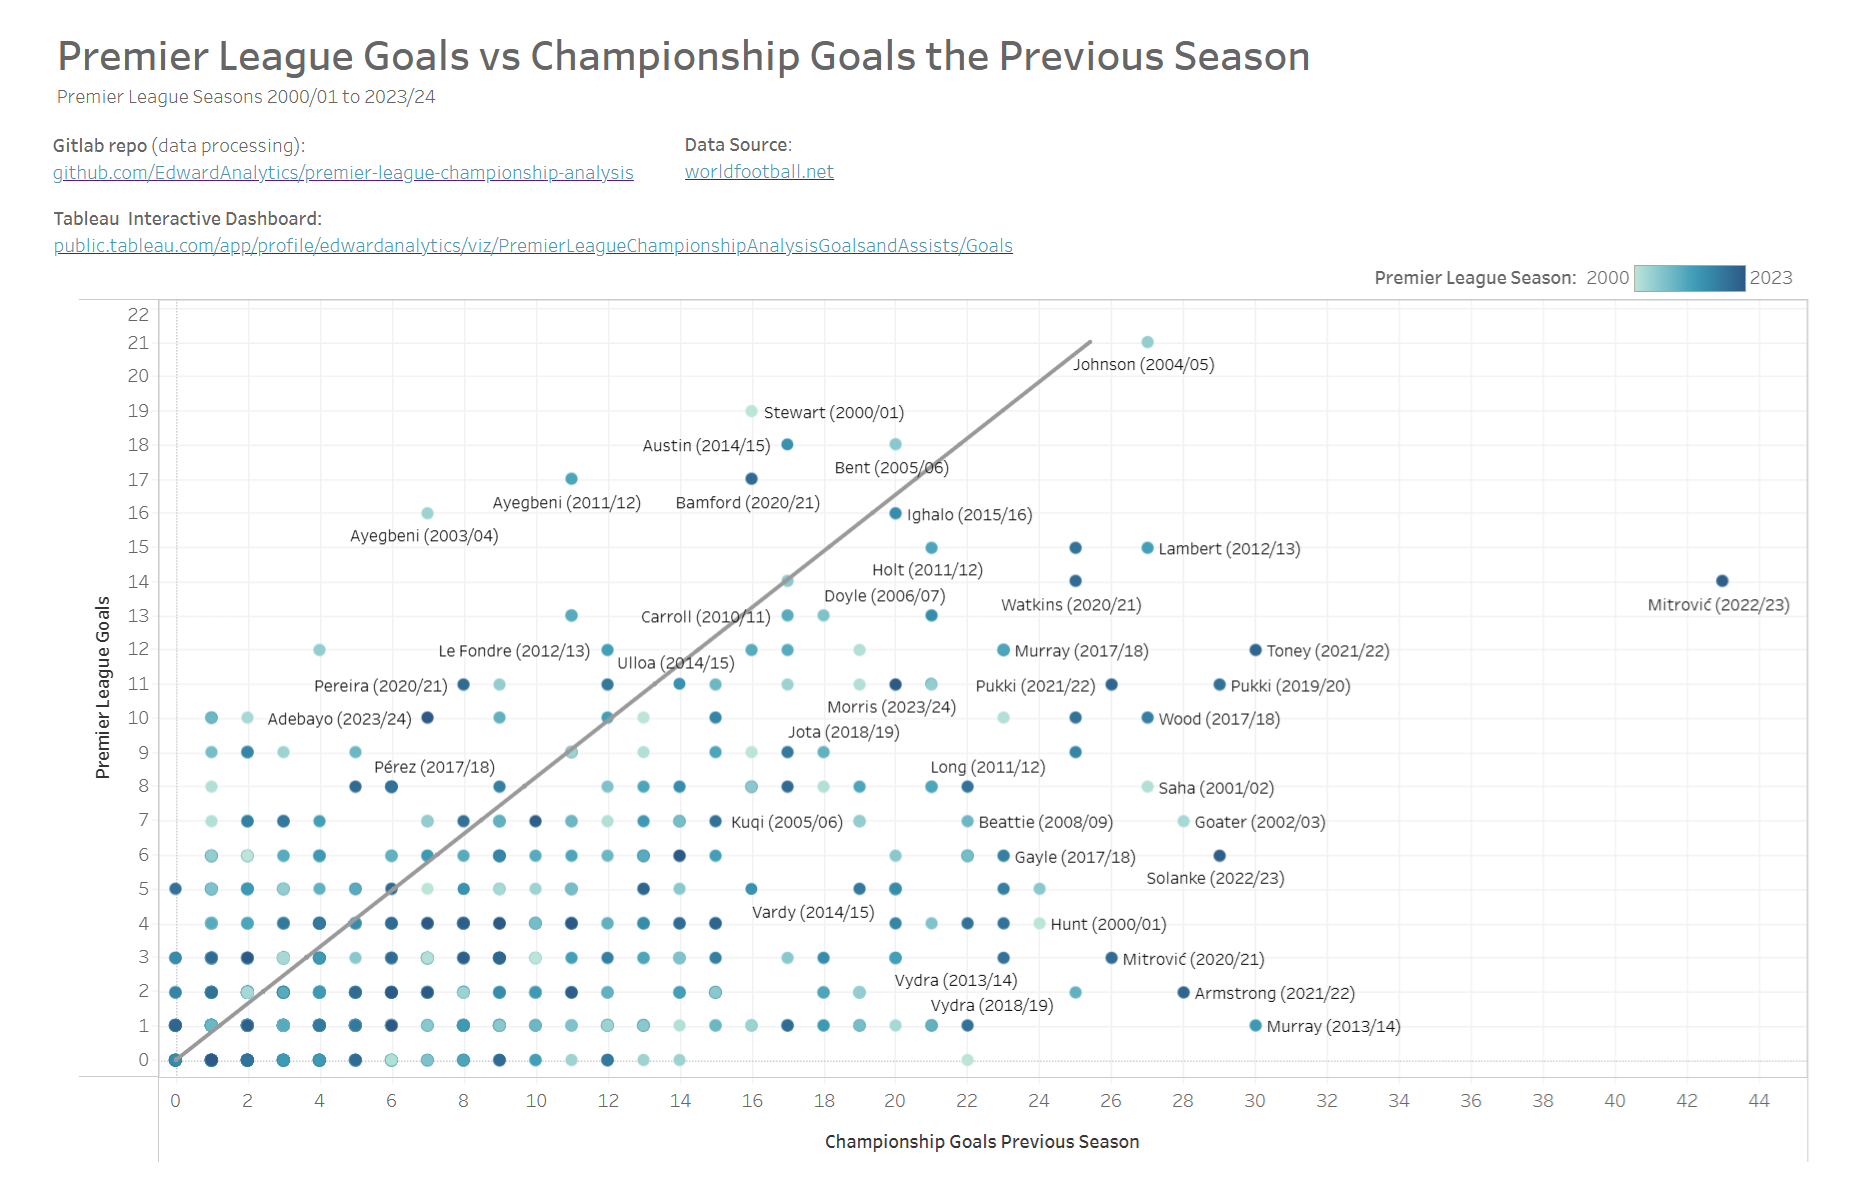 Premier League Goals vs Championship Goals the Previous Season
Premier League Seasons 2000/01 to 2023/24
Gitlab repo (data processing):
github.com/EdwardAnalytics/premier-league-championship-analysis
Data Source:
worldfootball.net
Tableau Interactive Dashboard:
public.tableau.com/app/profile/edwardanalytics/viz/PremierLeagueChampionshipAnalysisGoalsandAssists/Goals
Premier League Season: 2000 2023
Premier League Goals
22
21
20
19
18
17
16
15
14
13
12
11
10
9
8
7
6
5
4
3
2
1
0
Johnson (2004/05)
Stewart (2000/01)
Austin (2014/15)
Bent (2005/06)
Ayegbeni (2011/12)
Bamford (2020/21)
Ighalo (2015/16)
Ayegbeni (2003/04)
Lambert (2012/13)
Holt (2011/12)
Doyle (2006/07)
Watkins (2020/21)
Mitrović (2022/23)
Carroll (2010/11)
Le Fondre (2012/13)
Ulloa (2014/15)
Murray (2017/18)
Toney (2021/22)
Pereira (2020/21)
Pukki (2021/22)
Pukki (2019/20)
Morris (2023/24)
Adebayo (2023/24)
Wood (2017/18)
Jota (2018/19)
Pérez (2017/18)
Long (2011/12)
Saha (2001/02)
Kuqi (2005/06)
Beattie (2008/09)
Goater (2002/03)
Gayle (2017/18)
Solanke (2022/23)
Vardy (2014/15)
Hunt (2000/01)
Mitrović (2020/21)
Vydra (2013/14)
Armstrong (2021/22)
Vydra (2018/19)
Murray (2013/14)
0 2 4 6 8 10 12 14 16 18 20 22 24 26 28 30 32 34 36 38 40 42 44
Championship Goals Previous Season